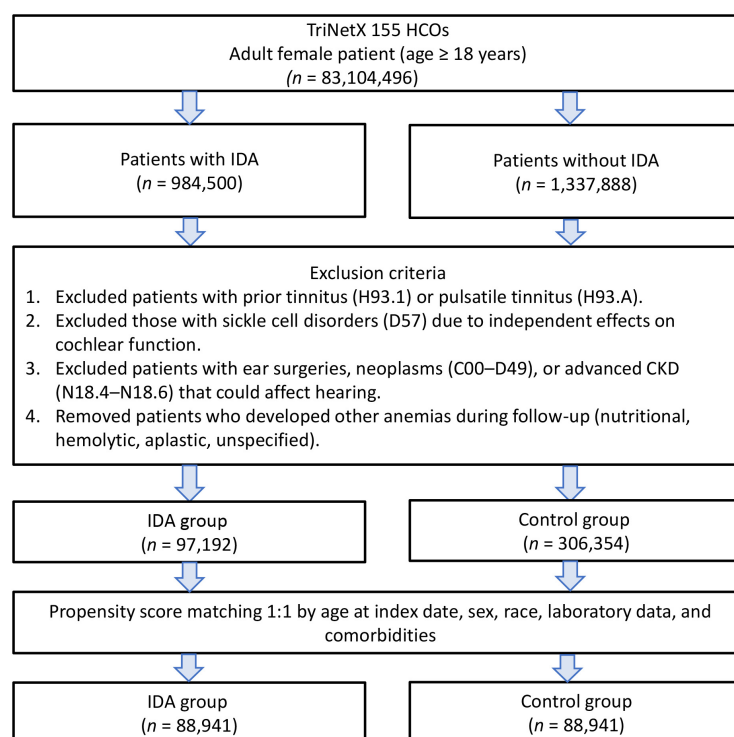 TriNetX 155 HCOs
Adult female patient (age ≥ 18 years)
(n = 83,104,496)
Patients with IDA
(n = 984,500)
Patients without IDA
(n = 1,337,888)
Exclusion criteria
1. Excluded patients with prior tinnitus (H93.1) or pulsatile tinnitus (H93.A).
2. Excluded those with sickle cell disorders (D57) due to independent effects on
cochlear function.
3. Excluded patients with ear surgeries, neoplasms (C00–D49), or advanced CKD
(N18.4–N18.6) that could affect hearing.
4. Removed patients who developed other anemias during follow-up (nutritional,
hemolytic, aplastic, unspecified).
IDA group
(n = 97,192)
Control group
(n = 306,354)
Propensity score matching 1:1 by age at index date, sex, race, laboratory data, and
comorbidities
IDA group
(n = 88,941)
Control group
(n = 88,941)